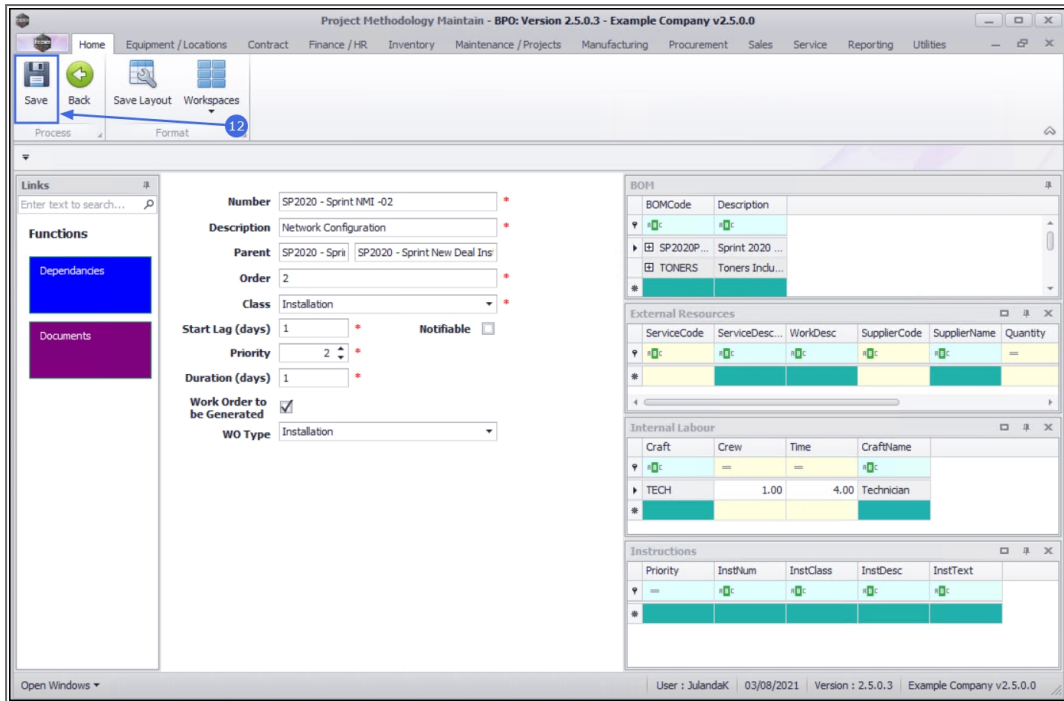 Project Methodology Maintain - BPO: Version 2.5.0.3 - Example Company v2.5.0.0
Home Equipment / Locations Contract Finance / HR Inventory Maintenance / Projects Manufacturing Procurement Sales Service Reporting Utilities
Save Back Save Layout Workspaces
12
Process Format
Links
Enter text to search...
Functions
Dependancies
Documents
Number SP2020 - Sprint NMI -02 *
Description Network Configuration *
Parent SP2020 - Spri SP2020 - Sprint New Deal Ins
Order 2 *
Class Installation *
Start Lag (days) 1 * Notifiable
Priority 2 *
Duration (days) 1 *
Work Order to
be Generated
WO Type Installation
BOM
BOMCode Description
SP2020P... Sprint 2020 ...
TONERS Toners Inclu...
External Resources
ServiceCode ServiceDesc... WorkDesc SupplierCode SupplierName Quantity
=
Internal Labour
Craft Crew Time CraftName
= =
TECH 1.00 4.00 Technician
Instructions
Priority InstNum InstClass InstDesc InstText
=
Open Windows User : JulandaK 03/08/2021 Version : 2.5.0.3 Example Company v2.5.0.0